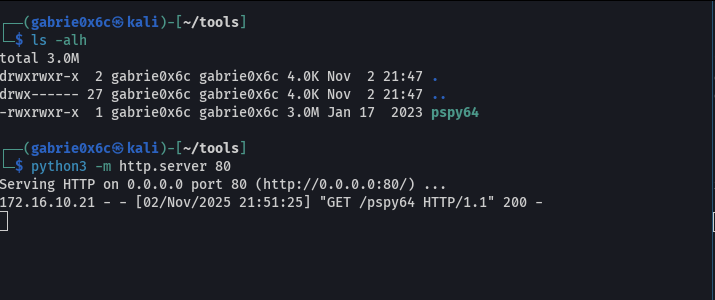 ┌──(gabrie0x6c㉿kali)-[~/tools]
└─$ ls -alh
total 3.0M
drwxrwxr-x  2 gabrie0x6c gabrie0x6c 4.0K Nov  2 21:47 .
drwx------ 27 gabrie0x6c gabrie0x6c 4.0K Nov  2 21:47 ..
-rwxrwxr-x  1 gabrie0x6c gabrie0x6c 3.0M Jan 17  2023 pspy64
┌──(gabrie0x6c㉿kali)-[~/tools]
└─$ python3 -m http.server 80
Serving HTTP on 0.0.0.0 port 80 (http://0.0.0.0:80/) ...
172.16.10.21 - - [02/Nov/2025 21:51:25] "GET /pspy64 HTTP/1.1" 200 -